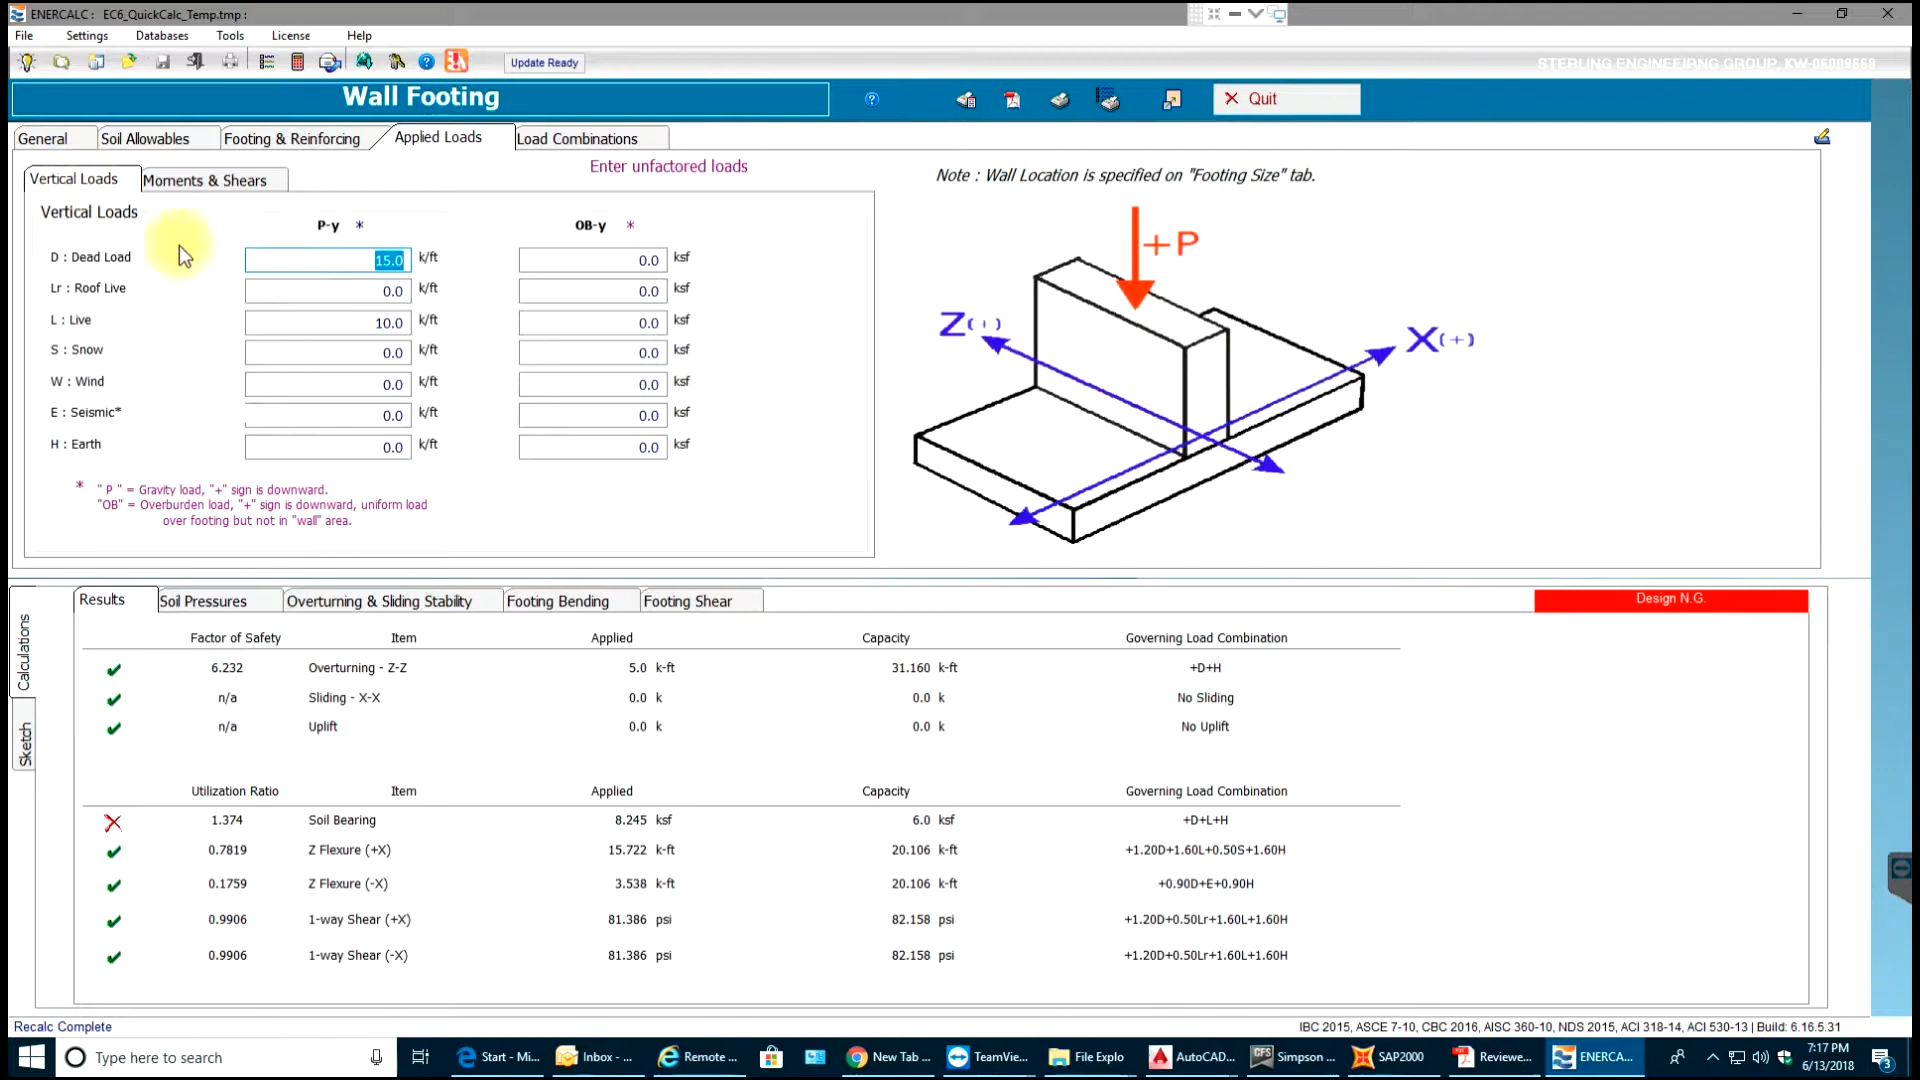 ENERCALC : EC6_QuickCalc_Temp.tmp :
File Settings Databases Tools License Help
Update Ready
STERLING ENGINEEIRNG GROUP, KW-06009668
Wall Footing
Quit
General Soil Allowables Footing & Reinforcing Applied Loads Load Combinations
Vertical Loads Moments & Shears
Enter unfactored loads
Note : Wall Location is specified on "Footing Size" tab.
Vertical Loads
P-y * OB-y *
D : Dead Load 15.0 k/ft 0.0 ksf
Lr : Roof Live 0.0 k/ft 0.0 ksf
L : Live 10.0 k/ft 0.0 ksf
S : Snow 0.0 k/ft 0.0 ksf
W : Wind 0.0 k/ft 0.0 ksf
E : Seismic* 0.0 k/ft 0.0 ksf
H : Earth 0.0 k/ft 0.0 ksf
* " P " = Gravity load, "+" sign is downward.
"OB" = Overburden load, "+" sign is downward, uniform load
over footing but not in "wall" area.
+P
Z(+)
X(+)
Calculations
Sketch
Results Soil Pressures Overturning & Sliding Stability Footing Bending Footing Shear
Design N.G.
Factor of Safety Item Applied Capacity Governing Load Combination
6.232 Overturning - Z-Z 5.0 k-ft 31.160 k-ft +D+H
n/a Sliding - X-X 0.0 k 0.0 k No Sliding
n/a Uplift 0.0 k 0.0 k No Uplift
Utilization Ratio Item Applied Capacity Governing Load Combination
1.374 Soil Bearing 8.245 ksf 6.0 ksf +D+L+H
0.7819 Z Flexure (+X) 15.722 k-ft 20.106 k-ft +1.20D+1.60L+0.50S+1.60H
0.1759 Z Flexure (-X) 3.538 k-ft 20.106 k-ft +0.90D+E+0.90H
0.9906 1-way Shear (+X) 81.386 psi 82.158 psi +1.20D+0.50Lr+1.60L+1.60H
0.9906 1-way Shear (-X) 81.386 psi 82.158 psi +1.20D+0.50Lr+1.60L+1.60H
Recalc Complete
IBC 2015, ASCE 7-10, CBC 2016, AISC 360-10, NDS 2015, ACI 318-14, ACI 530-13 | Build: 6.16.5.31
Type here to search
Start - Mi...
Inbox - ...
Remote ...
New Tab ...
TeamVie...
File Explo
AutoCAD...
CFS
Simpson ...
SAP2000
Reviewe...
ENERCA...
7:17 PM
6/13/2018
3